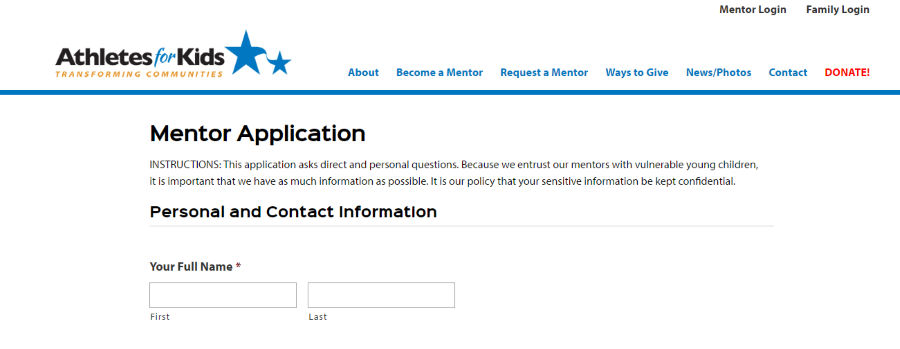 Mentor Login Family Login
Athletes for Kids
TRANSFORMING COMMUNITIES
About Become a Mentor Request a Mentor Ways to Give News/Photos Contact DONATE!
Mentor Application
INSTRUCTIONS: This application asks direct and personal questions. Because we entrust our mentors with vulnerable young children,
it is important that we have as much information as possible. It is our policy that your sensitive information be kept confidential.
Personal and Contact Information
Your Full Name *
First Last